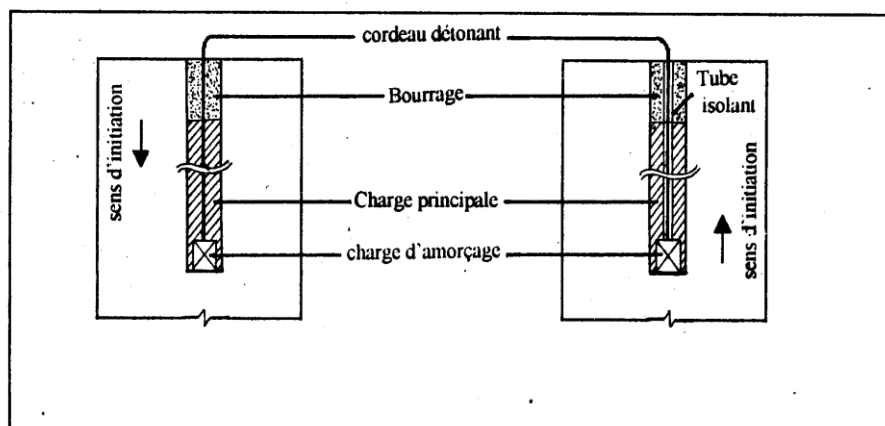 cordeau détonant
Bourrage
Tube
isolant
sens d'initiation
Charge principale
charge d'amorçage
sens d'initiation